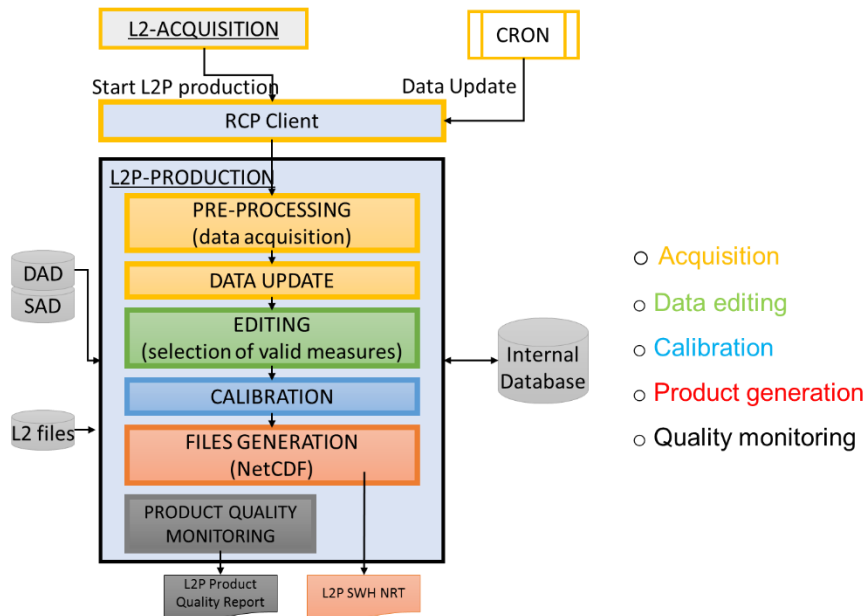 L2-ACQUISITION
CRON
Start L2P production
Data Update
RCP Client
L2P-PRODUCTION
PRE-PROCESSING
(data acquisition)
DATA UPDATE
EDITING
(selection of valid measures)
CALIBRATION
FILES GENERATION
(NetCDF)
PRODUCT QUALITY
MONITORING
DAD
SAD
L2 files
Internal
Database
L2P Product
Quality Report
L2P SWH NRT
Acquisition
Data editing
Calibration
Product generation
Quality monitoring